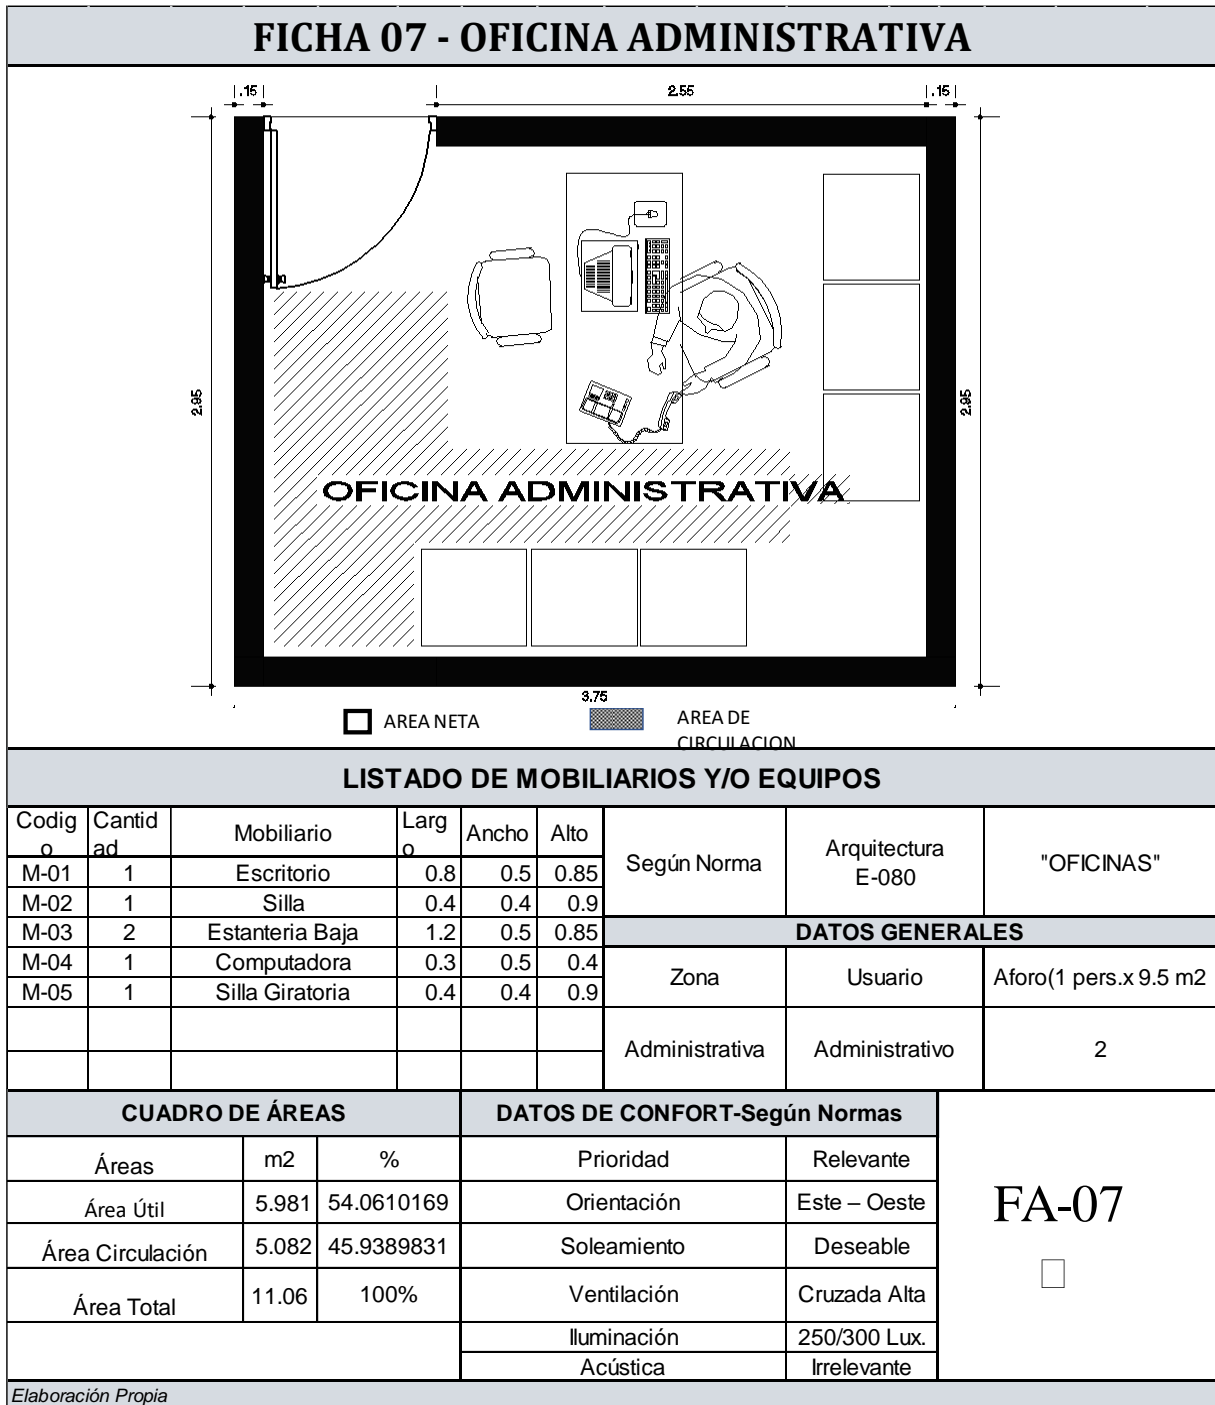 FICHA 07 - OFICINA ADMINISTRATIVA
.15 2.55 .15
2.95 2.95
OFICINA ADMINISTRATIVA
3.75
AREA NETA AREA DE
CIRCULACION
LISTADO DE MOBILIARIOS Y/O EQUIPOS
Codig
o Cantid
ad Mobiliario Larg
o Ancho Alto
M-01 1 Escritorio 0.8 0.5 0.85
M-02 1 Silla 0.4 0.4 0.9
M-03 2 Estanteria Baja 1.2 0.5 0.85
M-04 1 Computadora 0.3 0.5 0.4
M-05 1 Silla Giratoria 0.4 0.4 0.9
Según Norma Arquitectura
E-080 "OFICINAS"
DATOS GENERALES
Zona Usuario Aforo(1 pers.x 9.5 m2
Administrativa Administrativo 2
CUADRO DE ÁREAS
Áreas m2 %
Área Útil 5.981 54.0610169
Área Circulación 5.082 45.9389831
Área Total 11.06 100%
DATOS DE CONFORT-Según Normas
Prioridad Relevante
Orientación Este – Oeste
Soleamiento Deseable
Ventilación Cruzada Alta
Iluminación 250/300 Lux.
Acústica Irrelevante
FA-07
Elaboración Propia